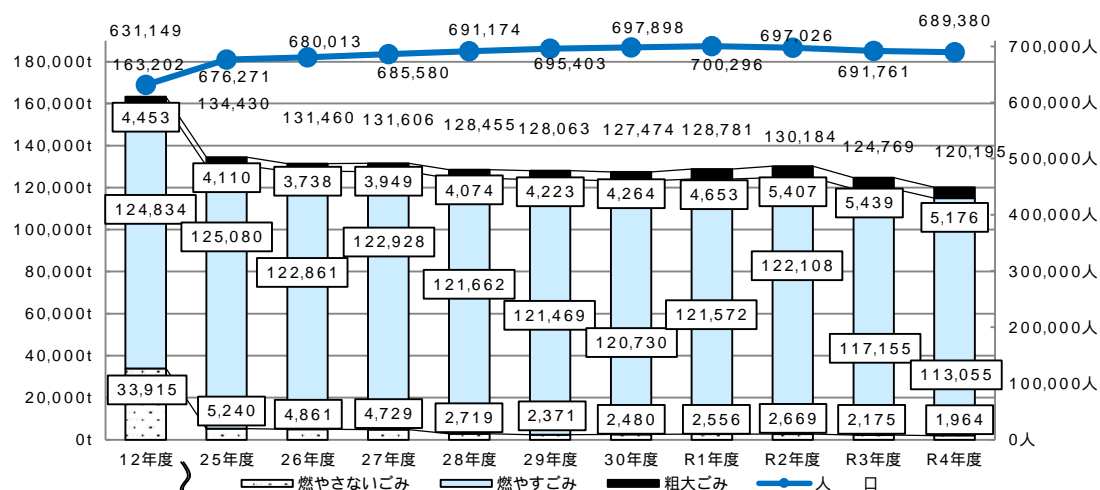 631,149 680,013 691,174 697,898 697,026 689,380
163,202 676,271 685,580 695,403 700,296 691,761
134,430 131,460 131,606 128,455 128,063 127,474 128,781 130,184 124,769 120,195
180,000t 700,000人
160,000t 600,000人
140,000t 500,000人
120,000t 400,000人
100,000t 300,000人
80,000t 200,000人
60,000t 100,000人
40,000t 0人
20,000t
0t
4,453 4,110 3,738 3,949 4,074 4,223 4,264 4,653 5,407 5,439 5,176
124,834 125,080 122,861 122,928 121,662 121,469 120,730 121,572 122,108 117,155 113,055
33,915 5,240 4,861 4,729 2,719 2,371 2,480 2,556 2,669 2,175 1,964
12年度 25年度 26年度 27年度 28年度 29年度 30年度 R1年度 R2年度 R3年度 R4年度
燃やさないごみ 燃やすごみ 粗大ごみ 人 口